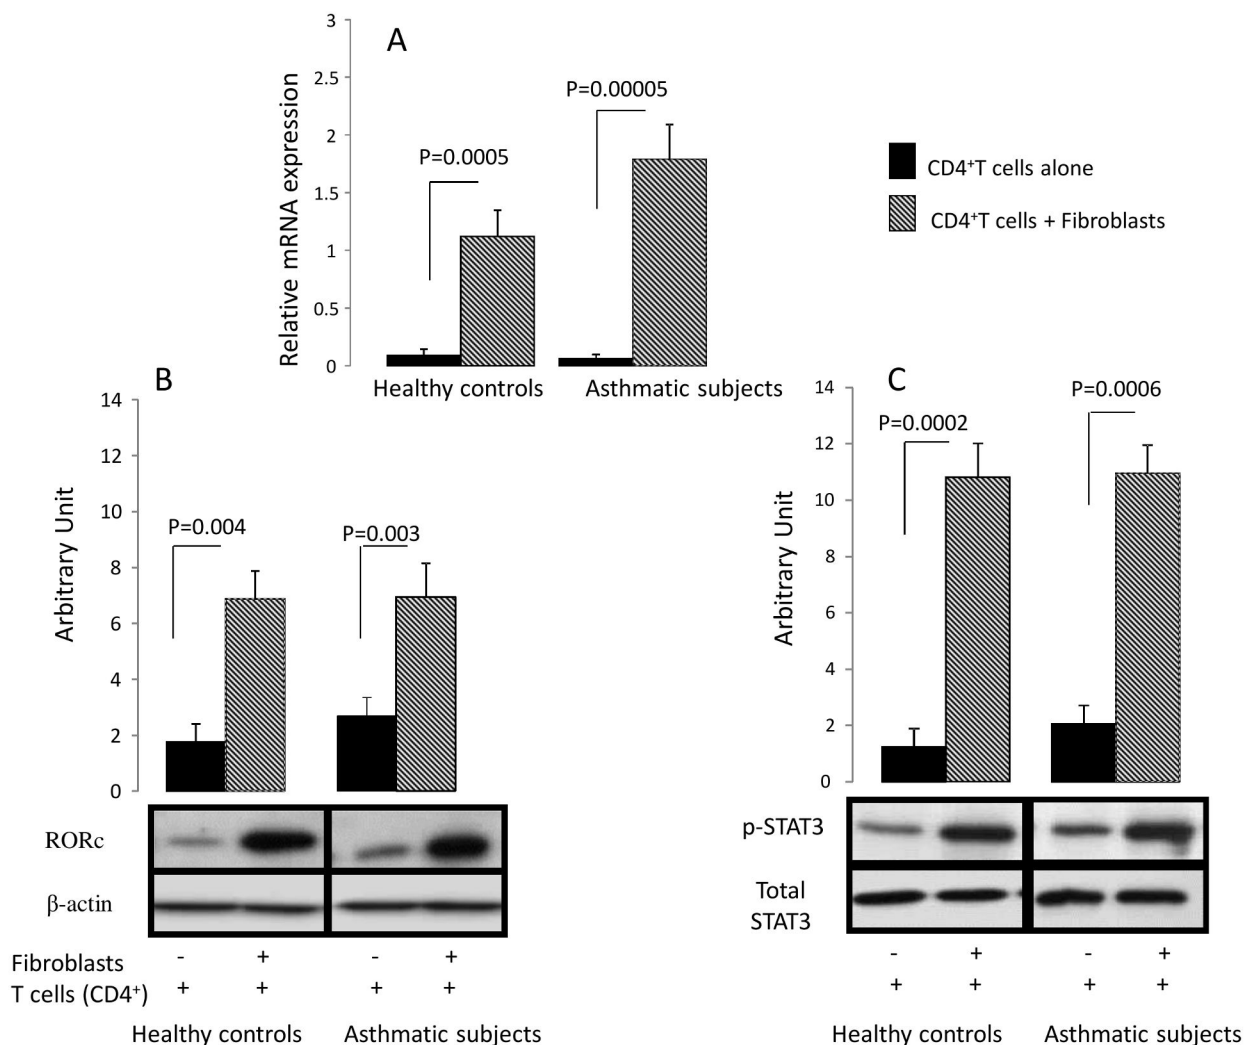 A
Relative mRNA expression
3
2.5
2
1.5
1
0.5
0
P=0.0005
P=0.00005
Healthy controls
Asthmatic subjects
CD4⁺T cells alone
CD4⁺T cells + Fibroblasts
B
Arbitrary Unit
14
12
10
8
6
4
2
0
P=0.004
P=0.003
RORc
β-actin
Fibroblasts - + - +
T cells (CD4⁺) + + + +
Healthy controls
Asthmatic subjects
C
Arbitrary Unit
14
12
10
8
6
4
2
0
P=0.0002
P=0.0006
p-STAT3
Total
STAT3
- + - +
+ + + +
Healthy controls
Asthmatic subjects